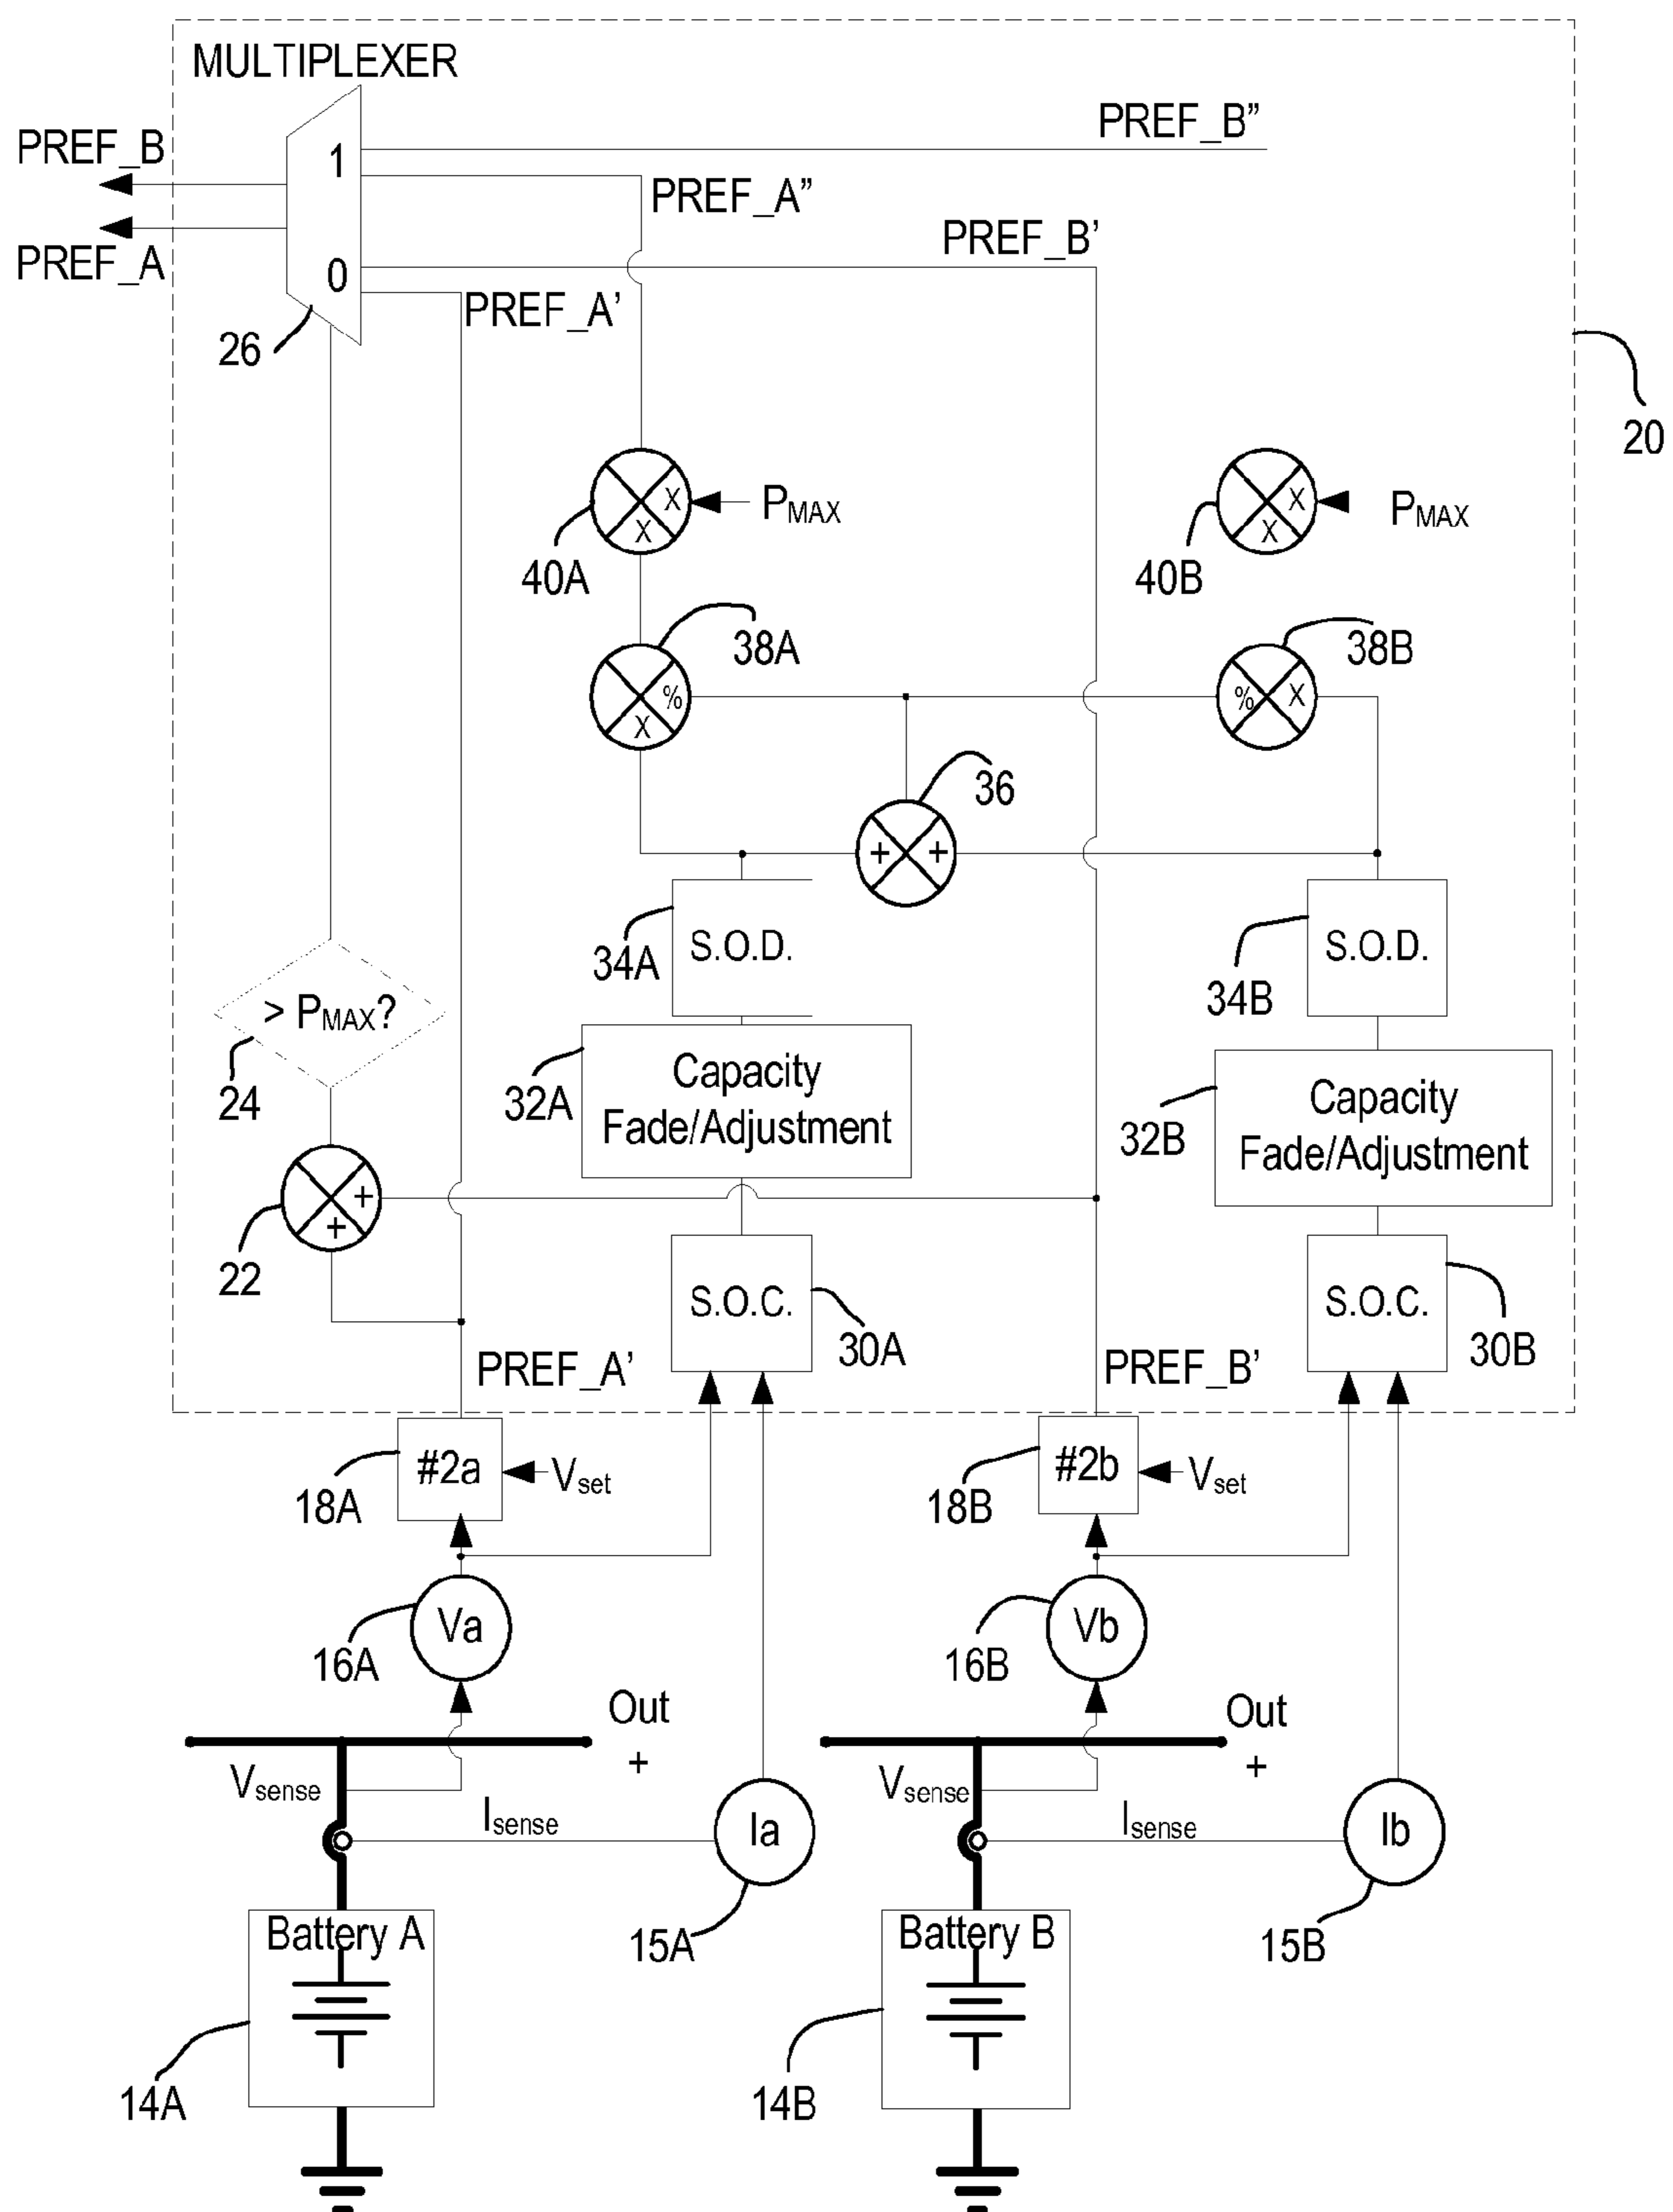 MULTIPLEXER
PREF_B
PREF_A
1
0
26
PREF_B”
PREF_A”
PREF_B’
PREF_A’
20
X
X
PMAX
40A
X
X
PMAX
40B
38A
%
X
38B
%
X
36
+
+
S.O.D.
34A
S.O.D.
34B
> PMAX?
24
Capacity
Fade/Adjustment
32A
Capacity
Fade/Adjustment
32B
+
+
22
S.O.C.
30A
S.O.C.
30B
PREF_A’
PREF_B’
#2a
Vset
18A
#2b
Vset
18B
Va
16A
Vb
16B
Out
+
Out
+
Vsense
Isense
Ia
15A
Vsense
Isense
Ib
15B
Battery A
14A
Battery B
14B